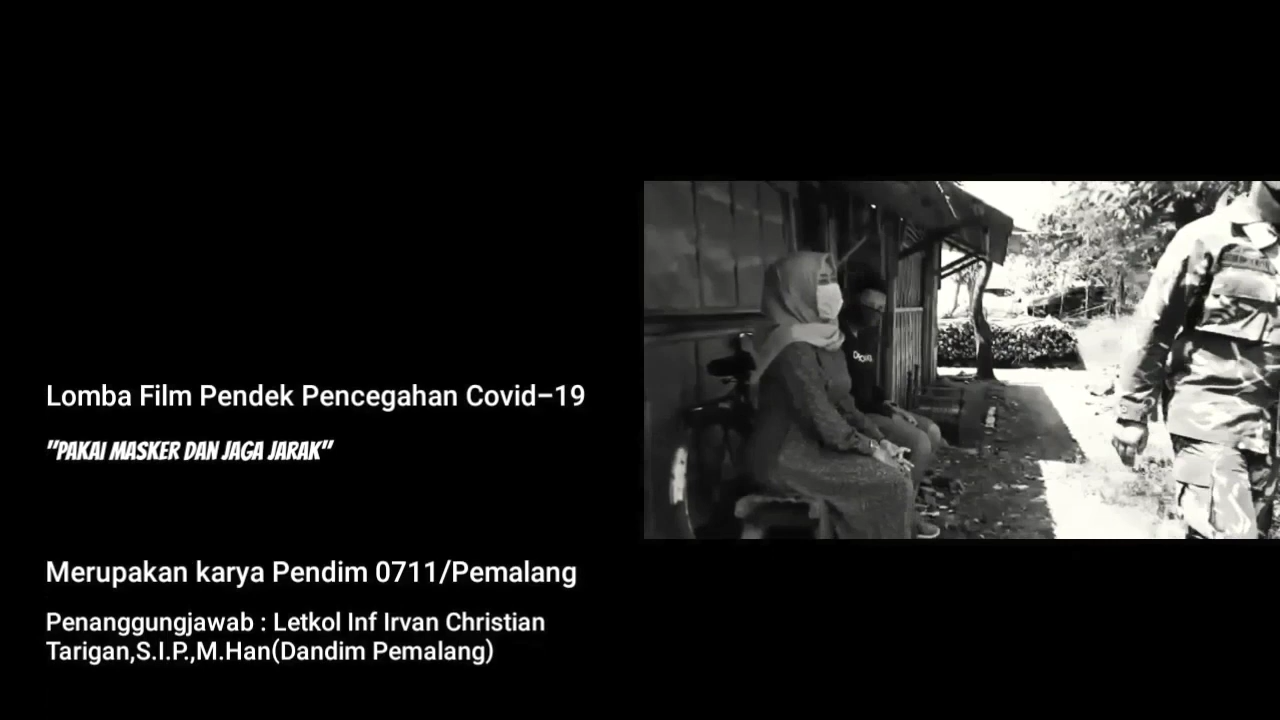 Lomba Film Pendek Pencegahan Covid–19
"PAKAI MASKER DAN JAGA JARAK"
Merupakan karya Pendim 0711/Pemalang
Penanggungjawab : Letkol Inf Irvan Christian
Tarigan,S.I.P.,M.Han(Dandim Pemalang)